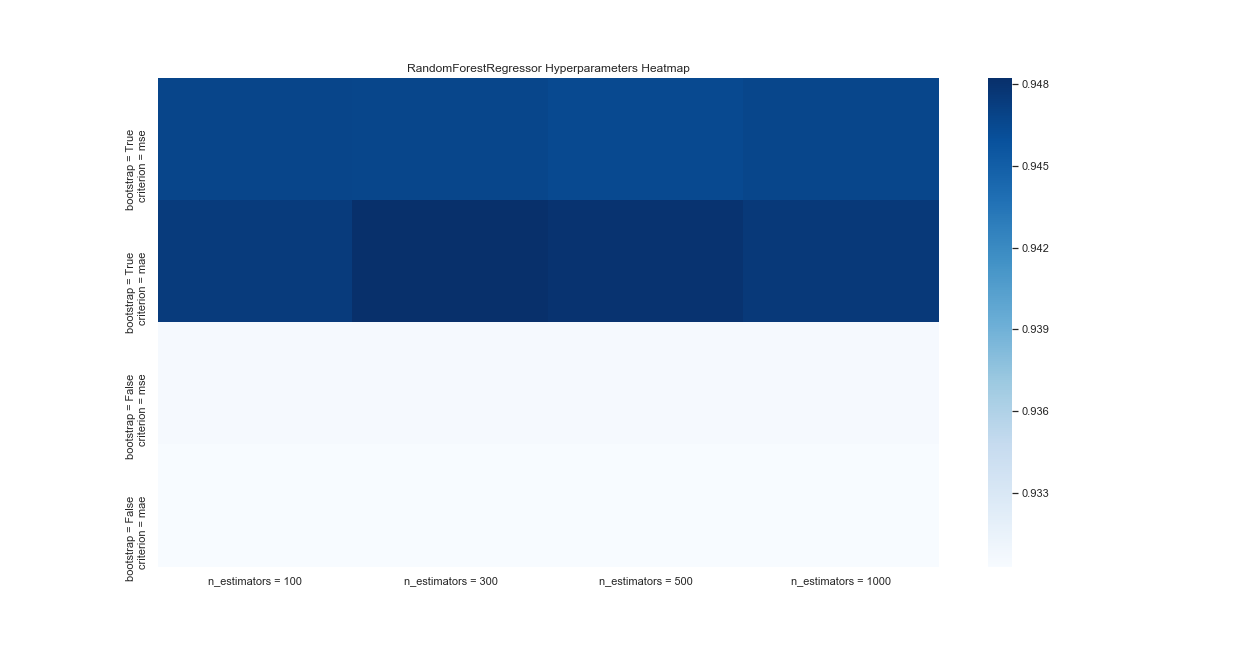 RandomForestRegressor Hyperparameters Heatmap
bootstrap = True
criterion = mse
bootstrap = True
criterion = mae
bootstrap = False
criterion = mse
bootstrap = False
criterion = mae
n_estimators = 100
n_estimators = 300
n_estimators = 500
n_estimators = 1000
0.948
0.945
0.942
0.939
0.936
0.933